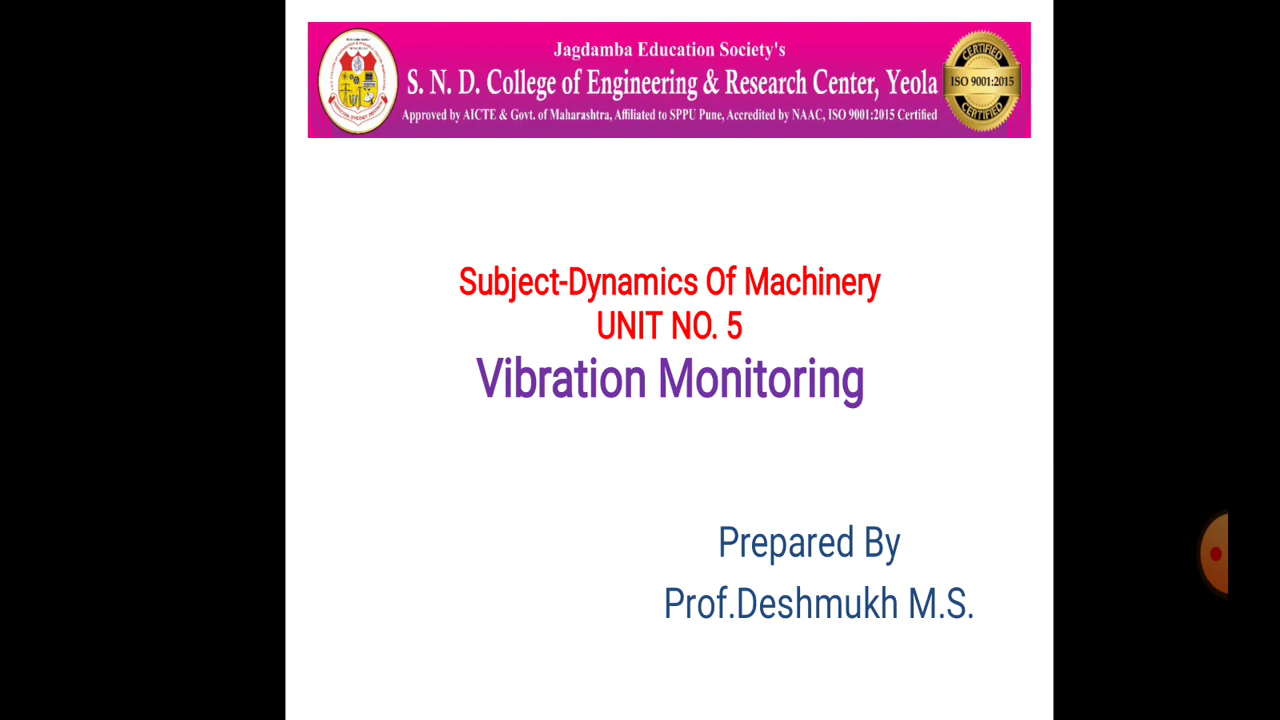 Jagdamba Education Society's
S. N. D. College of Engineering & Research Center, Yeola
Approved by AICTE & Govt. of Maharashtra, Affiliated to SPPU Pune, Accredited by NAAC, ISO 9001:2015 Certified
CERTIFIED
ISO 9001:2015
CERTIFIED
Subject-Dynamics Of Machinery
UNIT NO. 5
Vibration Monitoring
Prepared By
Prof.Deshmukh M.S.